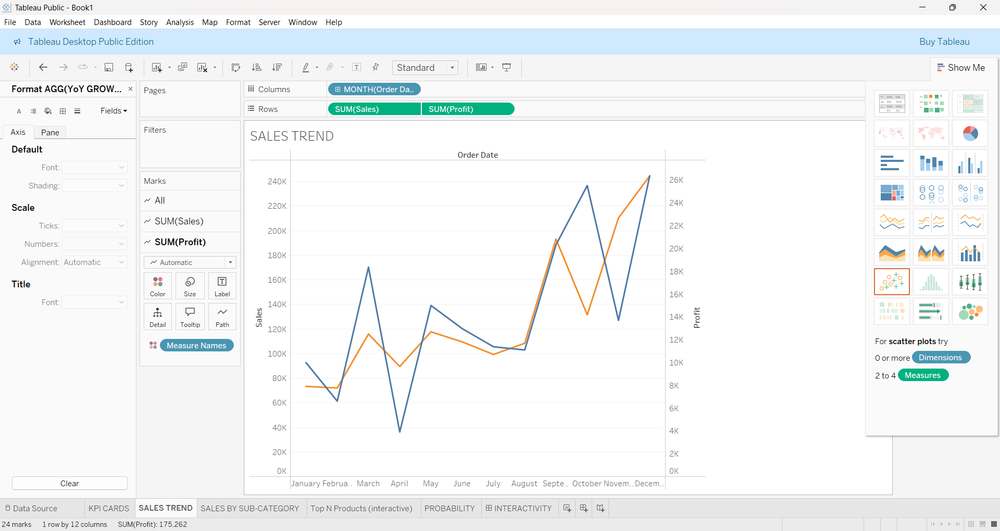 Tableau Public - Book1
File Data Worksheet Dashboard Story Analysis Map Format Server Window Help
Tableau Desktop Public Edition
Buy Tableau
Standard
Show Me
Format AGG(YoY GROW...
Fields
Axis
Pane
Default
Font:
Shading:
Scale
Ticks:
Numbers:
Alignment: Automatic
Title
Font:
Clear
Pages
Filters
Marks
All
SUM(Sales)
SUM(Profit)
Automatic
Color
Size
Label
Detail
Tooltip
Path
Measure Names
Columns
MONTH(Order Da..
Rows
SUM(Sales)
SUM(Profit)
SALES TREND
Order Date
Sales
240K
220K
200K
180K
160K
140K
120K
100K
80K
60K
40K
20K
0K
26K
24K
22K
20K
18K
16K
14K
12K
10K
8K
6K
4K
2K
0K
Profit
January Februa.. March April May June July August Septe.. October Novem.. Decem..
For scatter plots try
0 or more Dimensions
2 to 4 Measures
Data Source
KPI CARDS
SALES TREND
SALES BY SUB-CATEGORY
Top N Products (interactive)
PROBABILITY
INTERACTIVITY
24 marks
1 row by 12 columns
SUM(Profit): 175,262